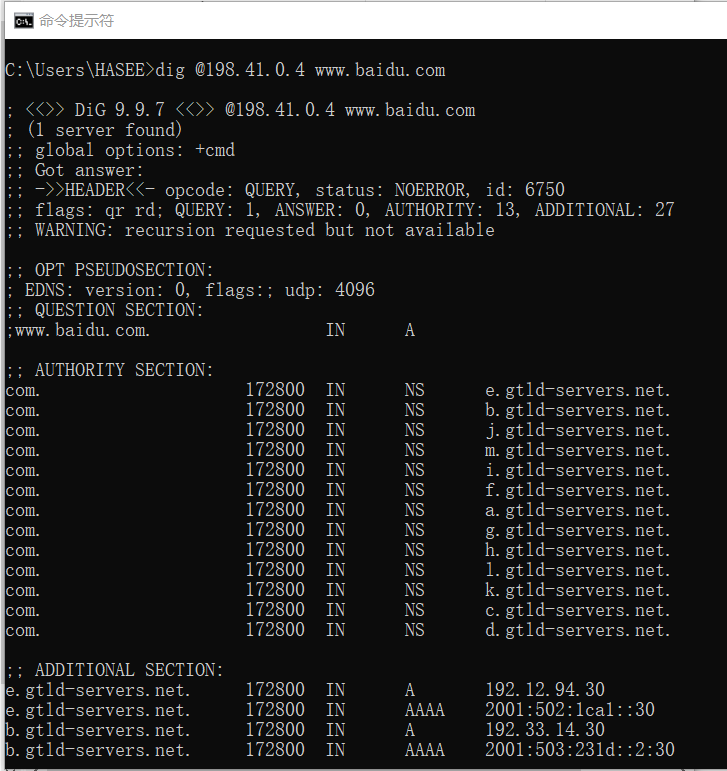 命令提示符
C:\Users\HASEE>dig @198.41.0.4 www.baidu.com
; <<>> DiG 9.9.7 <<>> @198.41.0.4 www.baidu.com
; (1 server found)
;; global options: +cmd
;; Got answer:
;; ->>HEADER<<- opcode: QUERY, status: NOERROR, id: 6750
;; flags: qr rd; QUERY: 1, ANSWER: 0, AUTHORITY: 13, ADDITIONAL: 27
;; WARNING: recursion requested but not available
;; OPT PSEUDOSECTION:
; EDNS: version: 0, flags:; udp: 4096
;; QUESTION SECTION:
;www.baidu.com. IN A
;; AUTHORITY SECTION:
com. 172800 IN NS e.gtld-servers.net.
com. 172800 IN NS b.gtld-servers.net.
com. 172800 IN NS j.gtld-servers.net.
com. 172800 IN NS m.gtld-servers.net.
com. 172800 IN NS i.gtld-servers.net.
com. 172800 IN NS f.gtld-servers.net.
com. 172800 IN NS a.gtld-servers.net.
com. 172800 IN NS g.gtld-servers.net.
com. 172800 IN NS h.gtld-servers.net.
com. 172800 IN NS l.gtld-servers.net.
com. 172800 IN NS k.gtld-servers.net.
com. 172800 IN NS c.gtld-servers.net.
com. 172800 IN NS d.gtld-servers.net.
;; ADDITIONAL SECTION:
e.gtld-servers.net. 172800 IN A 192.12.94.30
e.gtld-servers.net. 172800 IN AAAA 2001:502:1ca1::30
b.gtld-servers.net. 172800 IN A 192.33.14.30
b.gtld-servers.net. 172800 IN AAAA 2001:503:231d::2:30